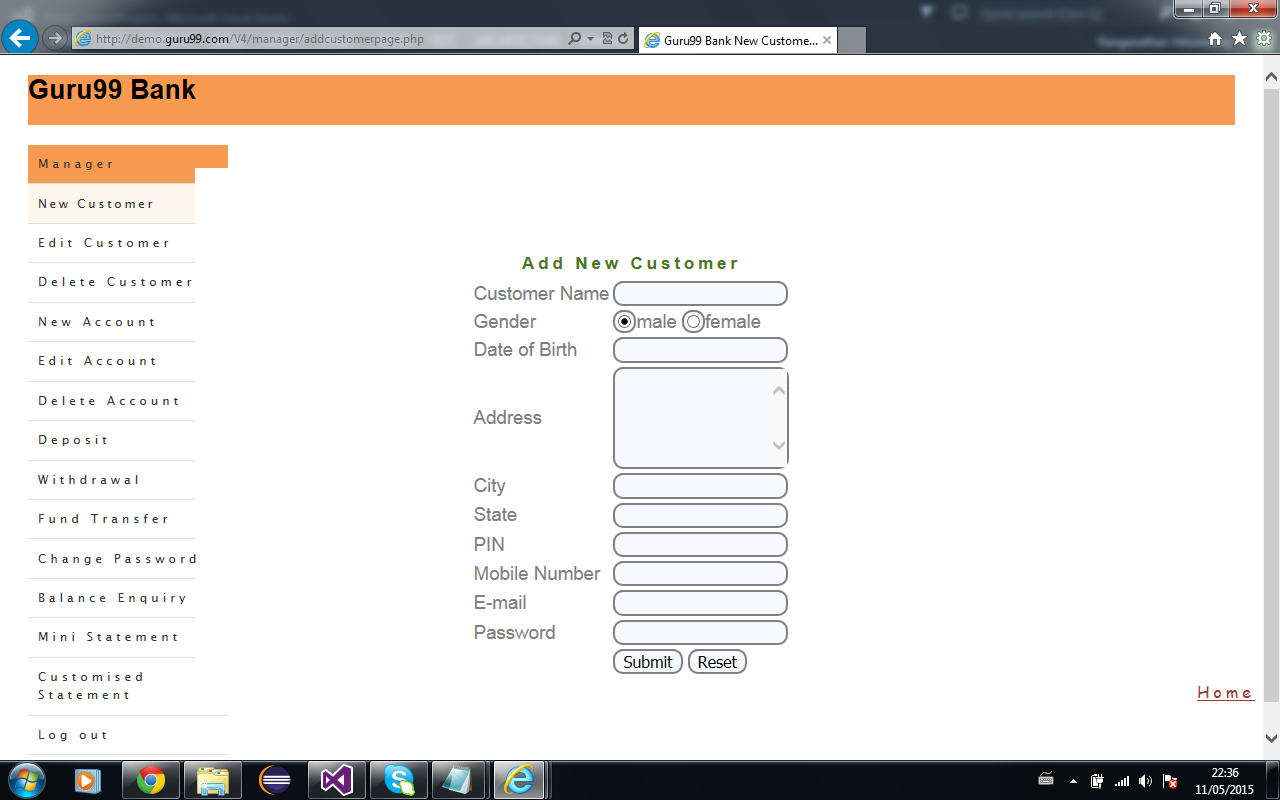 http://demo.guru99.com/V4/manager/addcustomerpage.php
Guru99 Bank New Custome...
Guru99 Bank
Manager
New Customer
Edit Customer
Delete Customer
New Account
Edit Account
Delete Account
Deposit
Withdrawal
Fund Transfer
Change Password
Balance Enquiry
Mini Statement
Customised
Statement
Log out
Add New Customer
Customer Name
Gender male female
Date of Birth
Address
City
State
PIN
Mobile Number
E-mail
Password
Submit Reset
Home
22:36
11/05/2015